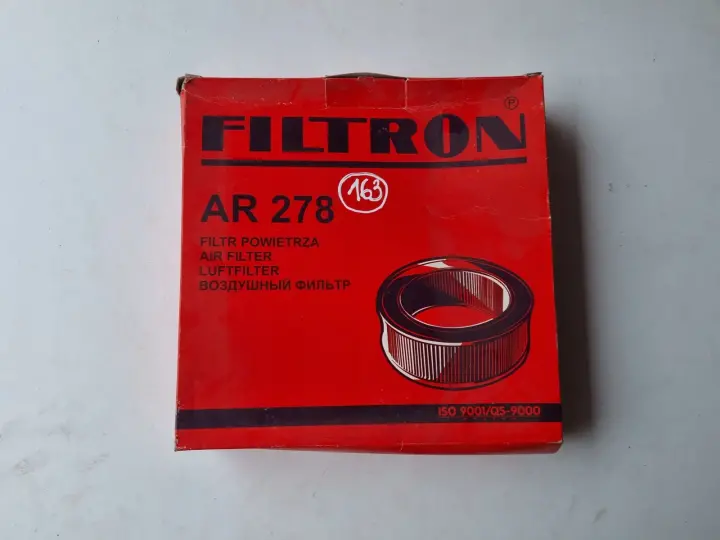 FILTRON
AR 278
163
FILTR POWIETRZA
AIR FILTER
LUFTFILTER
ВОЗДУШНЫЙ ФИЛЬТР
ISO 9001/QS-9000